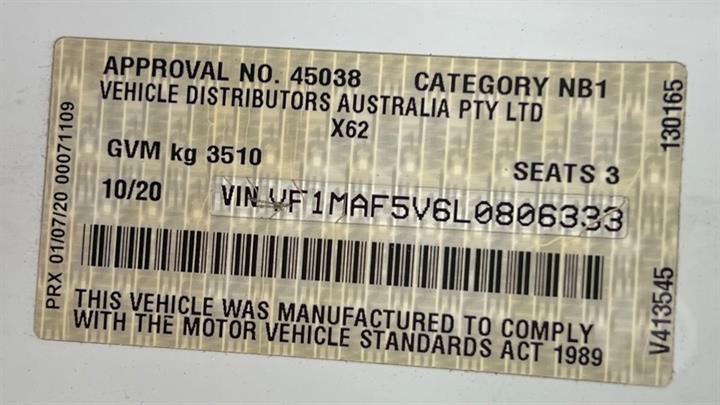 APPROVAL NO. 45038 CATEGORY NB1
VEHICLE DISTRIBUTORS AUSTRALIA PTY LTD
X62
GVM kg 3510
SEATS 3
10/20 VIN VF1MAF5V6L0806333
THIS VEHICLE WAS MANUFACTURED TO COMPLY
WITH THE MOTOR VEHICLE STANDARDS ACT 1989
PRX 01/07/20 00071109
130165
V413545